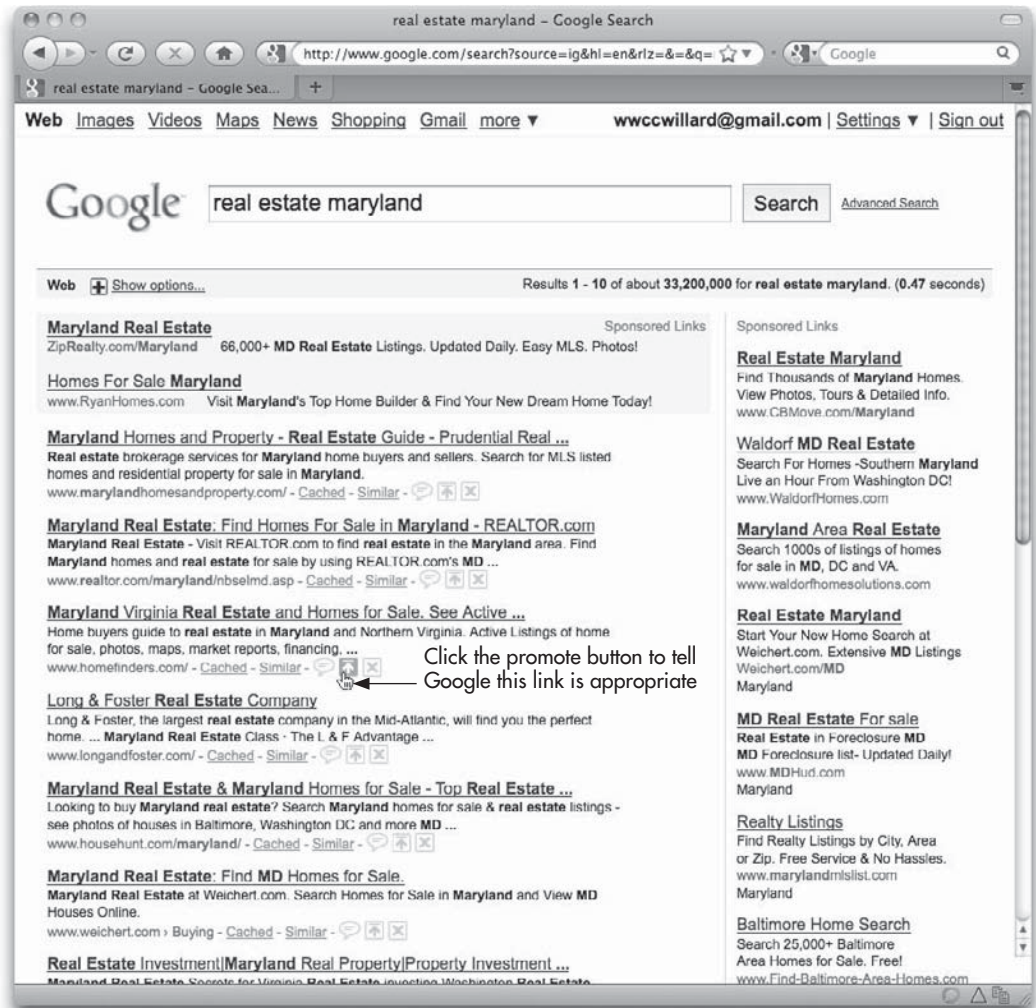 real estate maryland – Google Search
http://www.google.com/search?source=ig&hl=en&rlz=&=&q=
Google
real estate maryland – Google Sea...
+
Web Images Videos Maps News Shopping Gmail more ▼
wwccwillard@gmail.com | Settings ▼ | Sign out
Google
real estate maryland
Search
Advanced Search
Web + Show options...
Results 1 - 10 of about 33,200,000 for real estate maryland. (0.47 seconds)
Maryland Real Estate
Sponsored Links
ZipRealty.com/Maryland 66,000+ MD Real Estate Listings. Updated Daily. Easy MLS. Photos!
Homes For Sale Maryland
www.RyanHomes.com Visit Maryland's Top Home Builder & Find Your New Dream Home Today!
Maryland Homes and Property - Real Estate Guide - Prudential Real ...
Real estate brokerage services for Maryland home buyers and sellers. Search for MLS listed
homes and residential property for sale in Maryland.
www.marylandhomesandproperty.com/ - Cached - Similar -
Maryland Real Estate: Find Homes For Sale in Maryland - REALTOR.com
Maryland Real Estate - Visit REALTOR.com to find real estate in the Maryland area. Find
Maryland homes and real estate for sale by using REALTOR.com's MD ...
www.realtor.com/maryland/nbselmd.asp - Cached - Similar -
Maryland Virginia Real Estate and Homes for Sale. See Active ...
Home buyers guide to real estate in Maryland and Northern Virginia. Active Listings of home
for sale, photos, maps, market reports, financing, ...
www.homefinders.com/ - Cached - Similar -
Click the promote button to tell
Google this link is appropriate
Long & Foster Real Estate Company
Long & Foster, the largest real estate company in the Mid-Atlantic, will find you the perfect
home. ... Maryland Real Estate Class · The L & F Advantage ...
www.longandfoster.com/ - Cached - Similar -
Maryland Real Estate & Maryland Homes for Sale - Top Real Estate ...
Looking to buy Maryland real estate? Search Maryland homes for sale & real estate listings -
see photos of houses in Baltimore, Washington DC and more MD ...
www.househunt.com/maryland/ - Cached - Similar -
Maryland Real Estate: Find MD Homes for Sale.
Maryland Real Estate at Weichert.com. Search Homes for Sale in Maryland and View MD
Houses Online.
www.weichert.com › Buying - Cached - Similar -
Real Estate Investment|Maryland Real Property|Property Investment ...
Maryland Real Estate Secrets for Virginia Real Estate investing Washington Real Estate
Sponsored Links
Real Estate Maryland
Find Thousands of Maryland Homes.
View Photos, Tours & Detailed Info.
www.CBMove.com/Maryland
Waldorf MD Real Estate
Search For Homes -Southern Maryland
Live an Hour From Washington DC!
www.WaldorfHomes.com
Maryland Area Real Estate
Search 1000s of listings of homes
for sale in MD, DC and VA.
www.waldorfhomesolutions.com
Real Estate Maryland
Start Your New Home Search at
Weichert.com. Extensive MD Listings
Weichert.com/MD
Maryland
MD Real Estate For sale
Real Estate in Foreclosure MD
MD Foreclosure list- Updated Daily!
www.MDHud.com
Maryland
Realty Listings
Find Realty Listings by City, Area
or Zip. Free Service & No Hassles.
www.marylandmlslist.com
Maryland
Baltimore Home Search
Search 25,000+ Baltimore
Area Homes for Sale. Free!
www.Find-Baltimore-Area-Homes.com